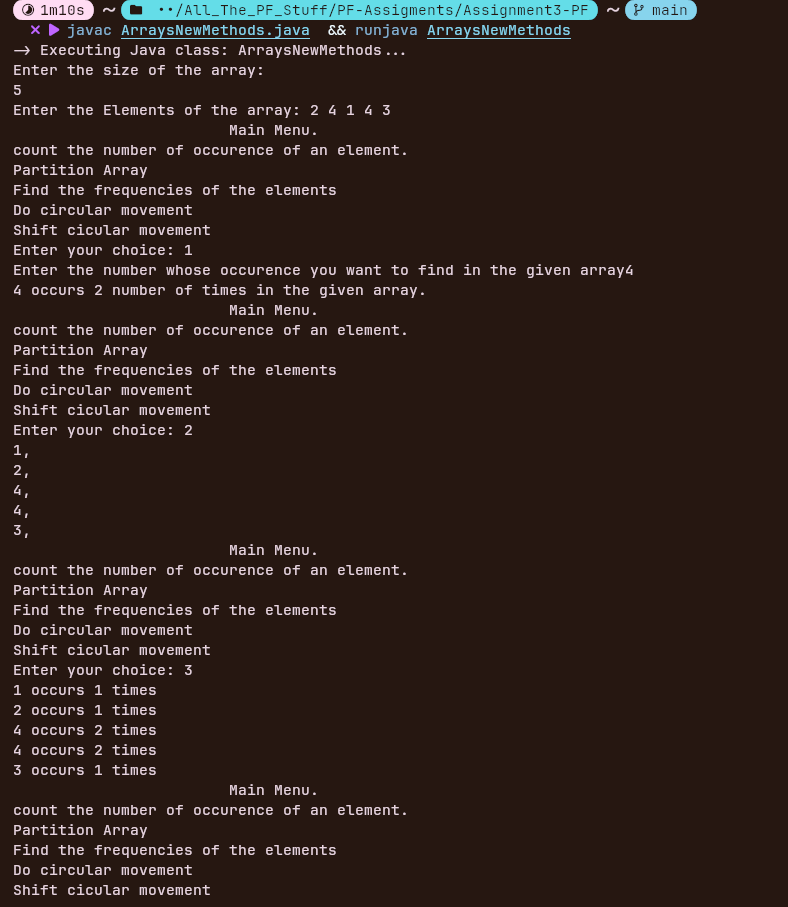 1m10s ~ ··/All_The_PF_Stuff/PF-Assigments/Assignment3-PF ~ main
× ▶ javac ArraysNewMethods.java && runjava ArraysNewMethods
—> Executing Java class: ArraysNewMethods...
Enter the size of the array:
5
Enter the Elements of the array: 2 4 1 4 3
Main Menu.
count the number of occurence of an element.
Partition Array
Find the frequencies of the elements
Do circular movement
Shift cicular movement
Enter your choice: 1
Enter the number whose occurence you want to find in the given array4
4 occurs 2 number of times in the given array.
Main Menu.
count the number of occurence of an element.
Partition Array
Find the frequencies of the elements
Do circular movement
Shift cicular movement
Enter your choice: 2
1,
2,
4,
4,
3,
Main Menu.
count the number of occurence of an element.
Partition Array
Find the frequencies of the elements
Do circular movement
Shift cicular movement
Enter your choice: 3
1 occurs 1 times
2 occurs 1 times
4 occurs 2 times
4 occurs 2 times
3 occurs 1 times
Main Menu.
count the number of occurence of an element.
Partition Array
Find the frequencies of the elements
Do circular movement
Shift cicular movement